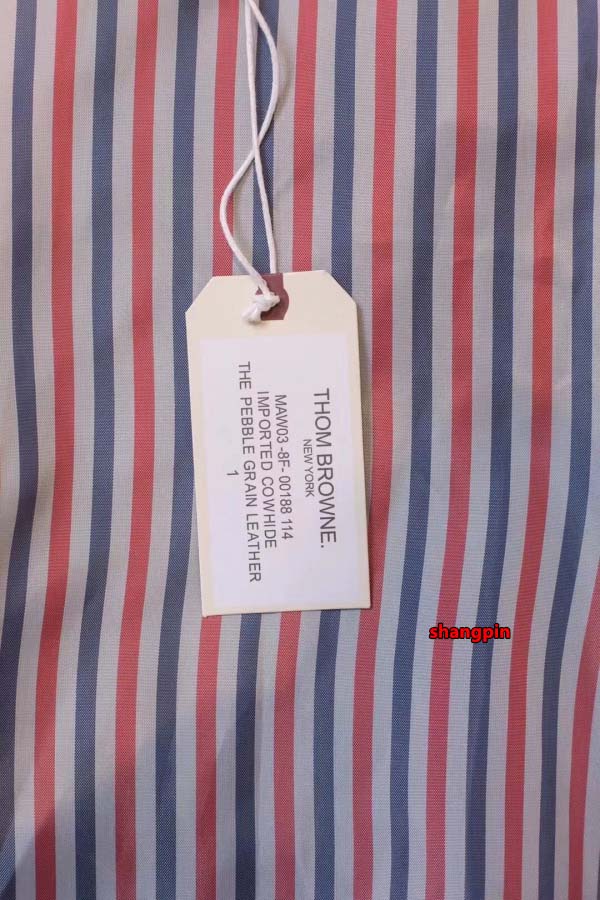 THOM BROWNE.
NEW YORK
MAW03 -8F- 00188 114
IMPORTED COWHIDE
THE PEBBLE GRAIN LEATHER
1
shangpin